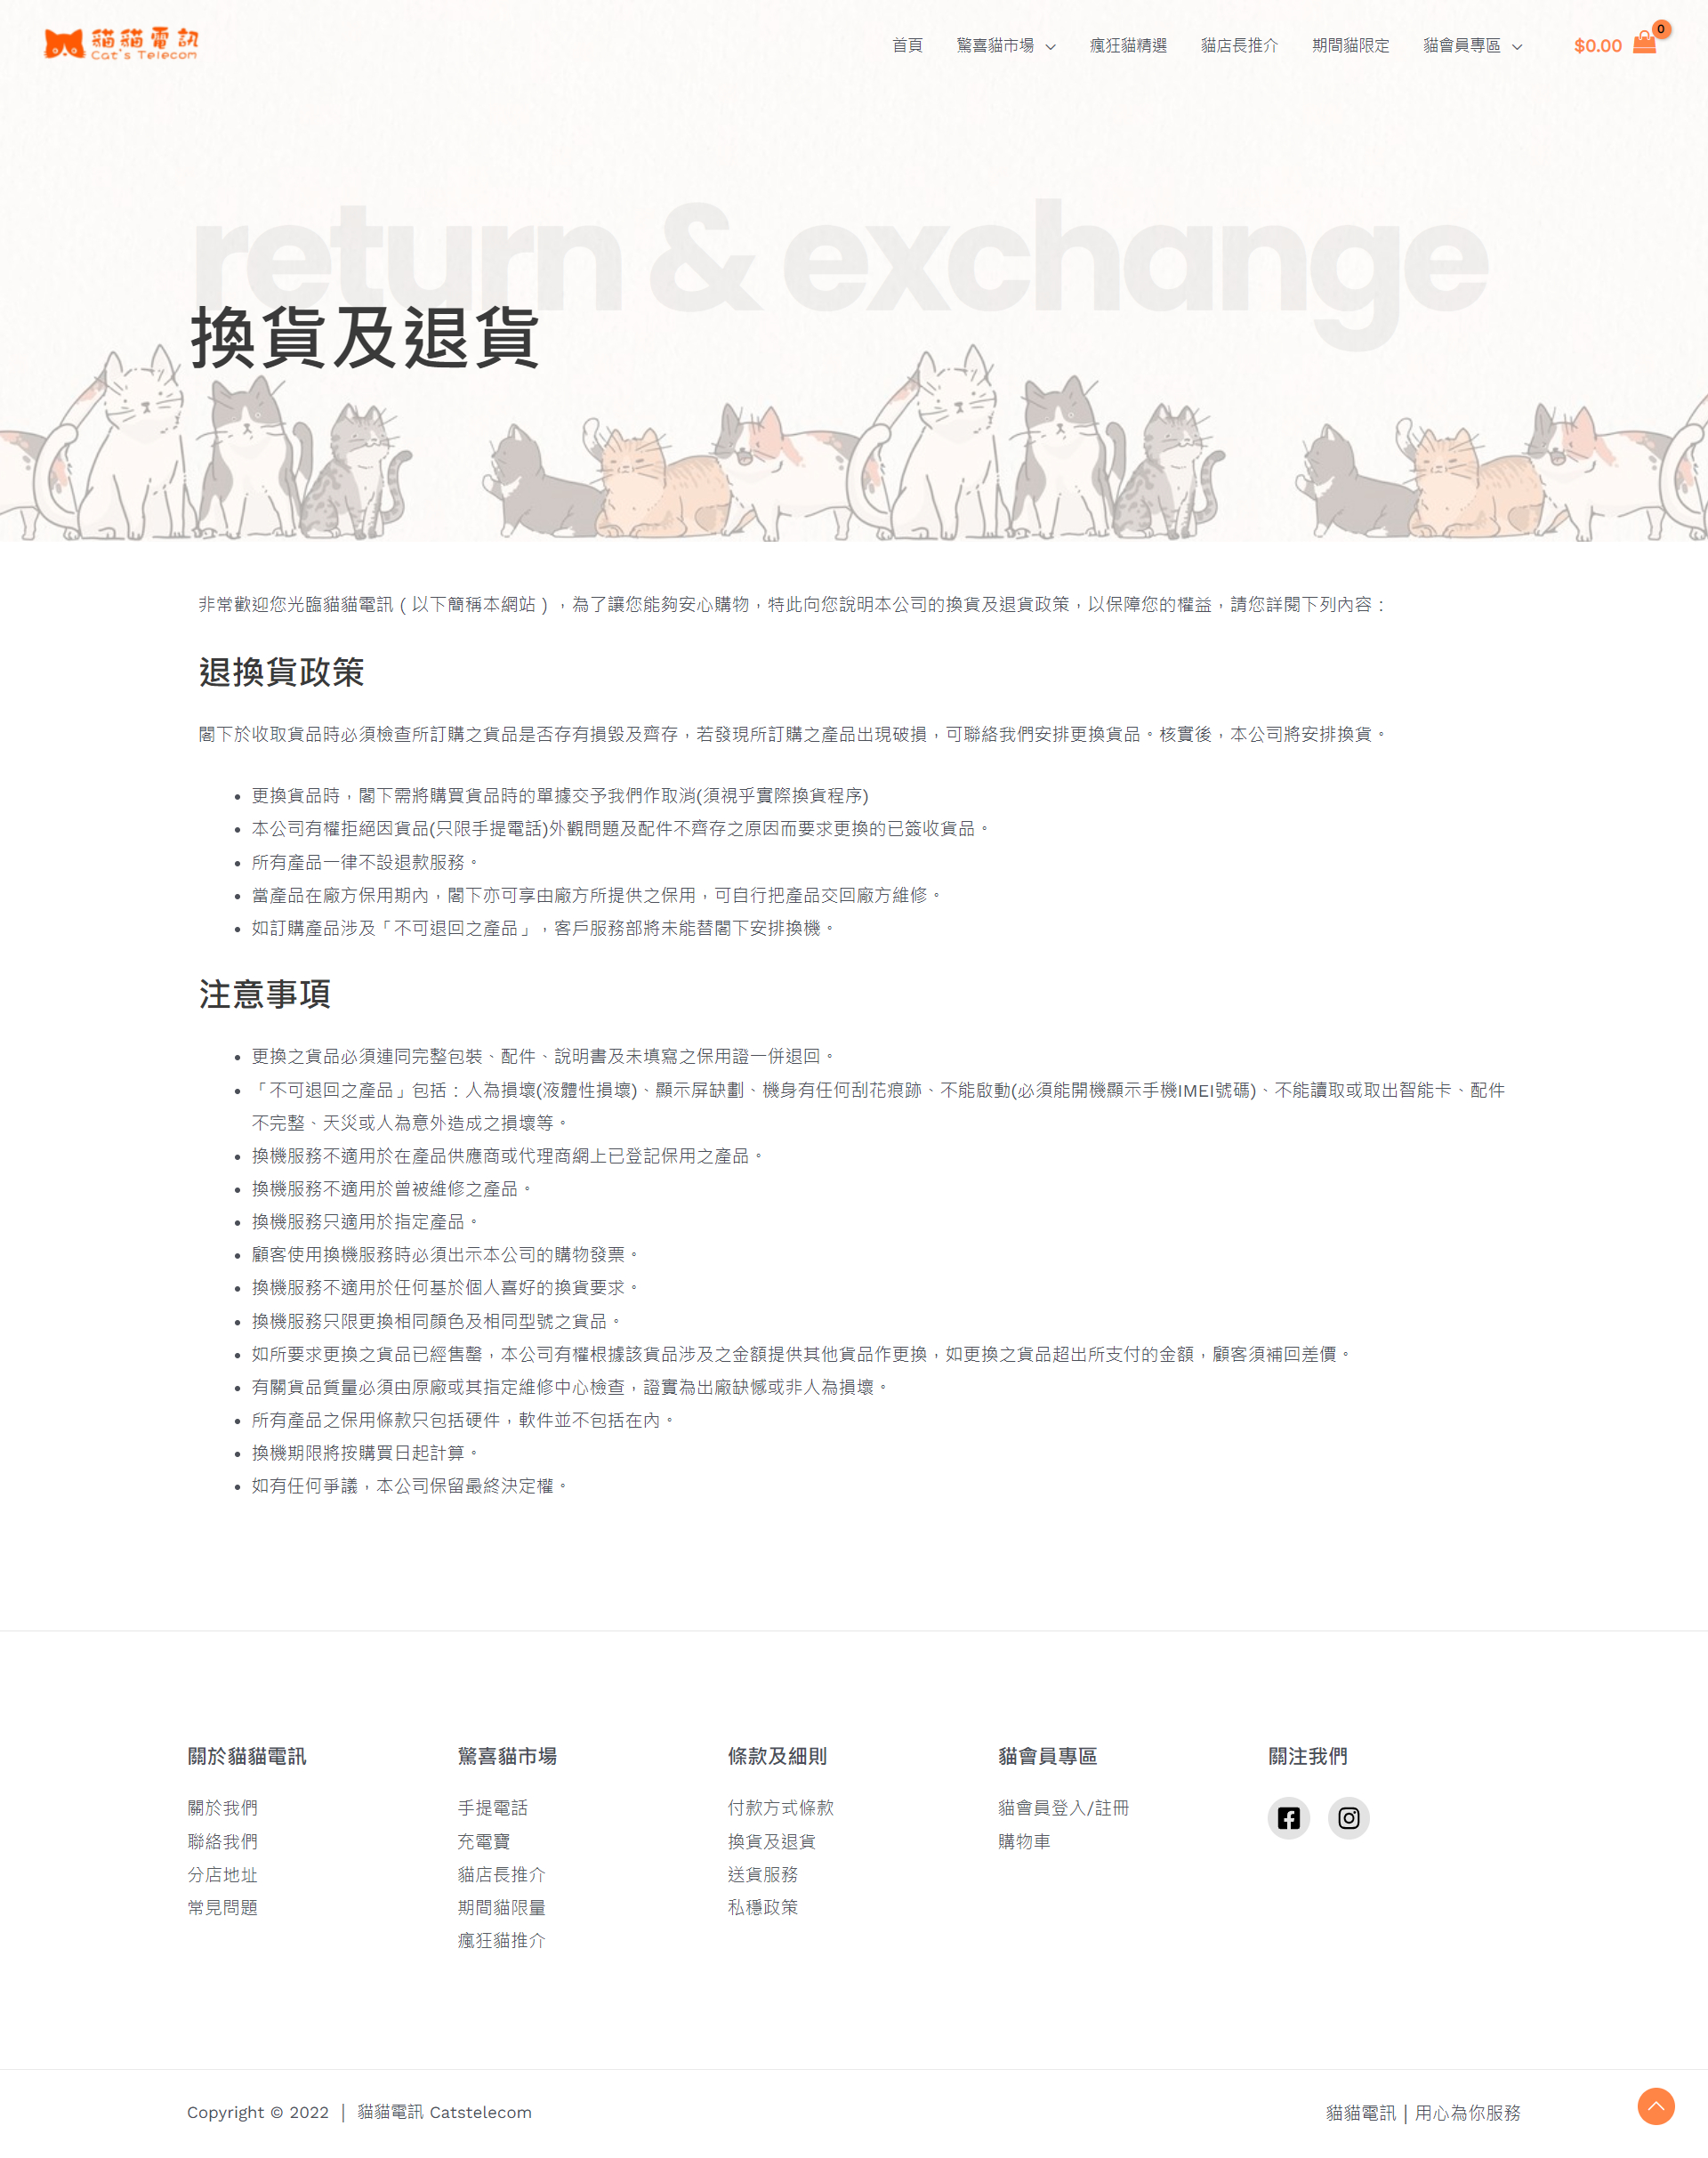 貓貓電訊
Cat's Telecom
首頁
驚喜貓市場
瘋狂貓精選
貓店長推介
期間貓限定
貓會員專區
$0.00
0
return & exchange
換貨及退貨
非常歡迎您光臨貓貓電訊（以下簡稱本網站），為了讓您能夠安心購物，特此向您說明本公司的換貨及退貨政策，以保障您的權益，請您詳閱下列內容：
退換貨政策
閣下於收取貨品時必須檢查所訂購之貨品是否存有損毀及齊存，若發現所訂購之產品出現破損，可聯絡我們安排更換貨品。核實後，本公司將安排換貨。
更換貨品時，閣下需將購買貨品時的單據交予我們作取消(須視乎實際換貨程序)
本公司有權拒絕因貨品(只限手提電話)外觀問題及配件不齊存之原因而要求更換的已簽收貨品。
所有產品一律不設退款服務。
當產品在廠方保用期內，閣下亦可享由廠方所提供之保用，可自行把產品交回廠方維修。
如訂購產品涉及「不可退回之產品」，客戶服務部將未能替閣下安排換機。
注意事項
更換之貨品必須連同完整包裝、配件、說明書及未填寫之保用證一併退回。
「不可退回之產品」包括：人為損壞(液體性損壞)、顯示屏缺劃、機身有任何刮花痕跡、不能啟動(必須能開機顯示手機IMEI號碼)、不能讀取或取出智能卡、配件
不完整、天災或人為意外造成之損壞等。
換機服務不適用於在產品供應商或代理商網上已登記保用之產品。
換機服務不適用於曾被維修之產品。
換機服務只適用於指定產品。
顧客使用換機服務時必須出示本公司的購物發票。
換機服務不適用於任何基於個人喜好的換貨要求。
換機服務只限更換相同顏色及相同型號之貨品。
如所要求更換之貨品已經售罄，本公司有權根據該貨品涉及之金額提供其他貨品作更換，如更換之貨品超出所支付的金額，顧客須補回差價。
有關貨品質量必須由原廠或其指定維修中心檢查，證實為出廠缺憾或非人為損壞。
所有產品之保用條款只包括硬件，軟件並不包括在內。
換機期限將按購買日起計算。
如有任何爭議，本公司保留最終決定權。
關於貓貓電訊
關於我們
聯絡我們
分店地址
常見問題
驚喜貓市場
手提電話
充電寶
貓店長推介
期間貓限量
瘋狂貓推介
條款及細則
付款方式條款
換貨及退貨
送貨服務
私穩政策
貓會員專區
貓會員登入/註冊
購物車
關注我們
Copyright © 2022 ｜ 貓貓電訊 Catstelecom
貓貓電訊 | 用心為你服務